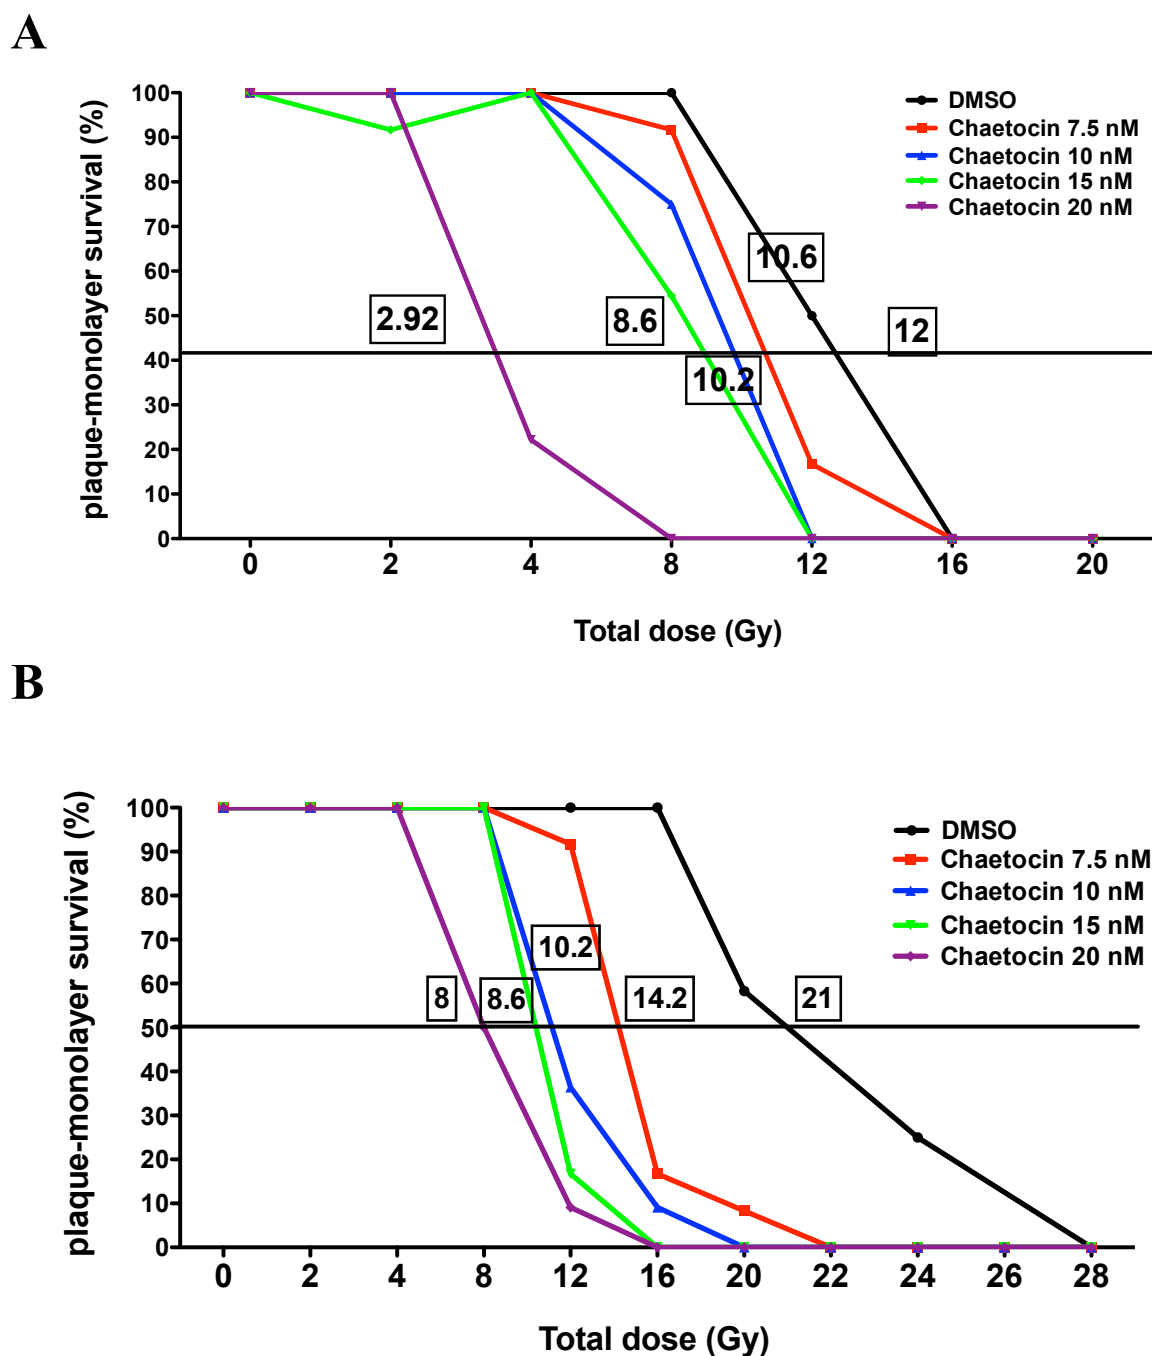 A
plaque-monolayer survival (%)
100
90
80
70
60
50
40
30
20
10
0
DMSO
Chaetocin 7.5 nM
Chaetocin 10 nM
Chaetocin 15 nM
Chaetocin 20 nM
10.6
2.92
8.6
12
10.2
0 2 4 8 12 16 20
Total dose (Gy)
B
plaque-monolayer survival (%)
100
90
80
70
60
50
40
30
20
10
0
DMSO
Chaetocin 7.5 nM
Chaetocin 10 nM
Chaetocin 15 nM
Chaetocin 20 nM
10.2
8 8.6 14.2 21
0 2 4 8 12 16 20 22 24 26 28
Total dose (Gy)